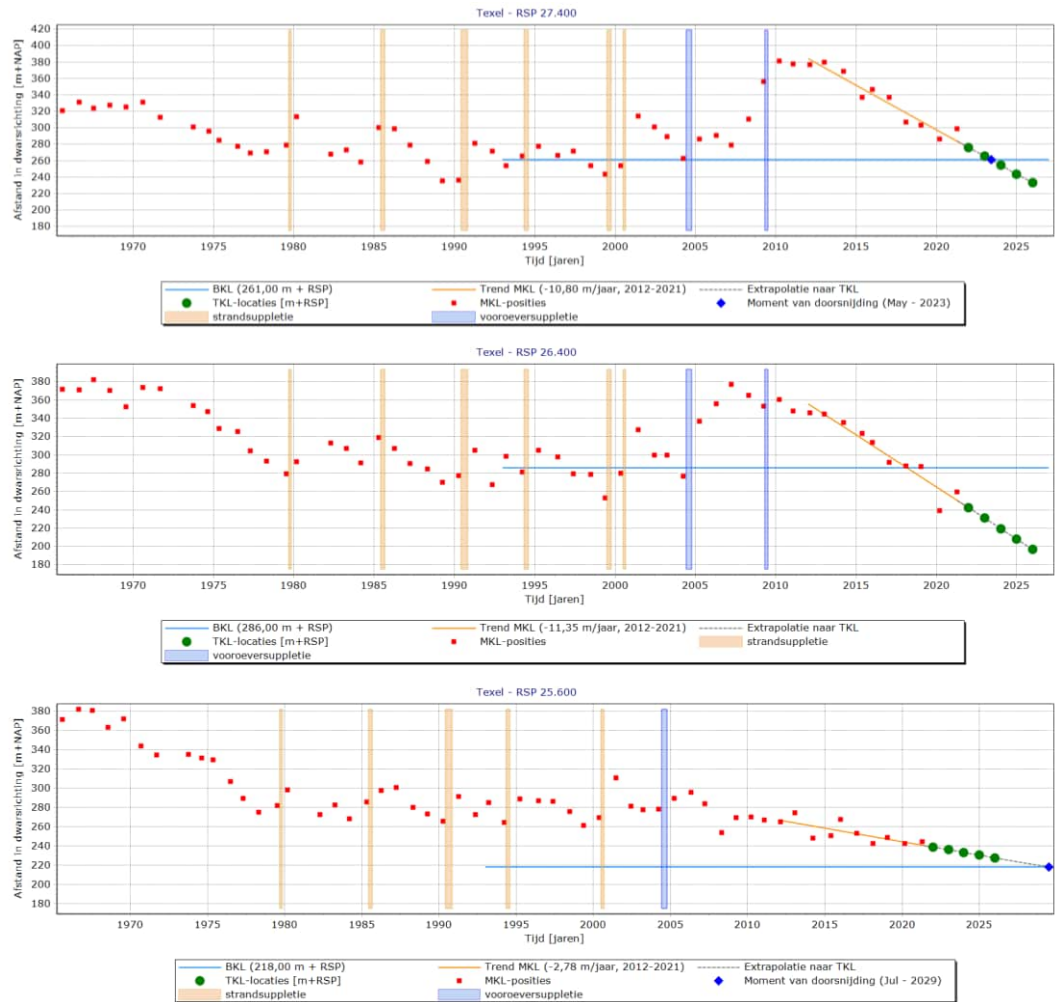 Texel - RSP 27.400
Afstand in dwarsrichting [m+NAP]
420
400
380
360
340
320
300
280
260
240
220
200
180
1970 1975 1980 1985 1990 1995 2000 2005 2010 2015 2020 2025
Tijd [jaren]
BKL (261,00 m + RSP) Trend MKL (-10,80 m/jaar, 2012-2021) Extrapolatie naar TKL
TKL-locaties [m+RSP] MKL-posities Moment van doorsnijding (May - 2023)
strandsuppletie vooroeversuppletie
Texel - RSP 26.400
Afstand in dwarsrichting [m+NAP]
380
360
340
320
300
280
260
240
220
200
180
1970 1975 1980 1985 1990 1995 2000 2005 2010 2015 2020 2025
Tijd [jaren]
BKL (286,00 m + RSP) Trend MKL (-11,35 m/jaar, 2012-2021) Extrapolatie naar TKL
TKL-locaties [m+RSP] MKL-posities strandsuppletie
vooroeversuppletie
Texel - RSP 25.600
Afstand in dwarsrichting [m+NAP]
380
360
340
320
300
280
260
240
220
200
180
1970 1975 1980 1985 1990 1995 2000 2005 2010 2015 2020 2025
Tijd [jaren]
BKL (218,00 m + RSP) Trend MKL (-2,78 m/jaar, 2012-2021) Extrapolatie naar TKL
TKL-locaties [m+RSP] MKL-posities Moment van doorsnijding (Jul - 2029)
strandsuppletie vooroeversuppletie